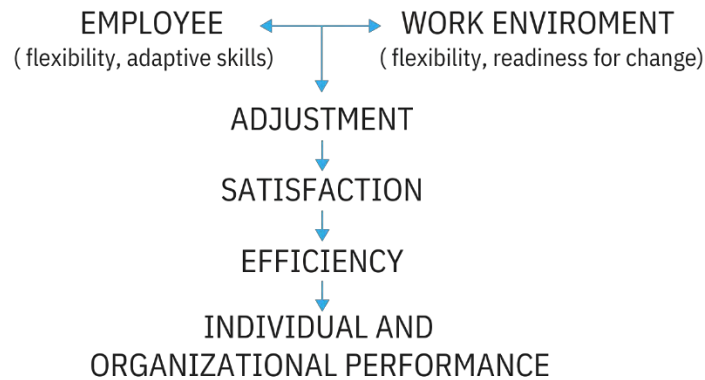 EMPLOYEE WORK ENVIROMENT
( flexibility, adaptive skills) ( flexibility, readiness for change)
ADJUSTMENT
SATISFACTION
EFFICIENCY
INDIVIDUAL AND
ORGANIZATIONAL PERFORMANCE